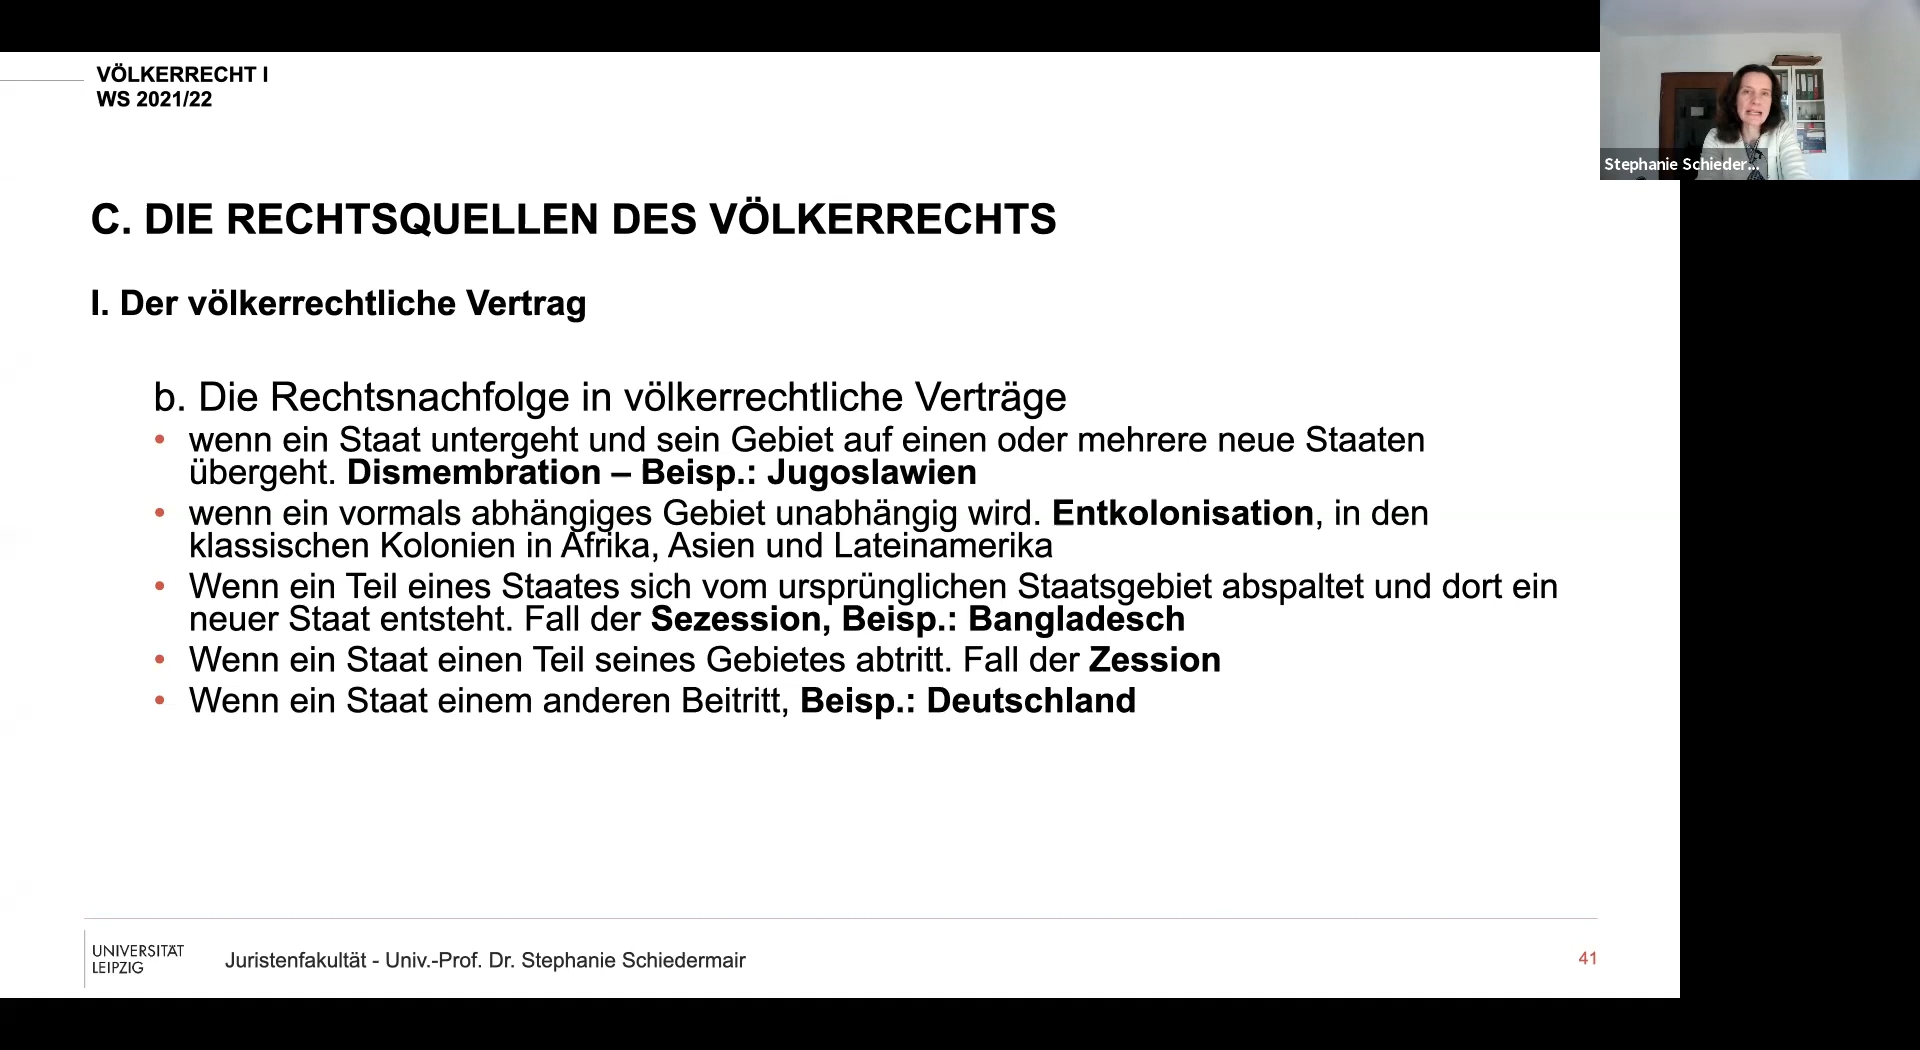 VÖLKERRECHT I
WS 2021/22
Stephanie Schieder...
C. DIE RECHTSQUELLEN DES VÖLKERRECHTS
I. Der völkerrechtliche Vertrag
b. Die Rechtsnachfolge in völkerrechtliche Verträge
• wenn ein Staat untergeht und sein Gebiet auf einen oder mehrere neue Staaten
übergeht. Dismembration – Beisp.: Jugoslawien
• wenn ein vormals abhängiges Gebiet unabhängig wird. Entkolonisation, in den
klassischen Kolonien in Afrika, Asien und Lateinamerika
• Wenn ein Teil eines Staates sich vom ursprünglichen Staatsgebiet abspaltet und dort ein
neuer Staat entsteht. Fall der Sezession, Beisp.: Bangladesch
• Wenn ein Staat einen Teil seines Gebietes abtritt. Fall der Zession
• Wenn ein Staat einem anderen Beitritt, Beisp.: Deutschland
UNIVERSITÄT
LEIPZIG
Juristenfakultät - Univ.-Prof. Dr. Stephanie Schiedermair
41